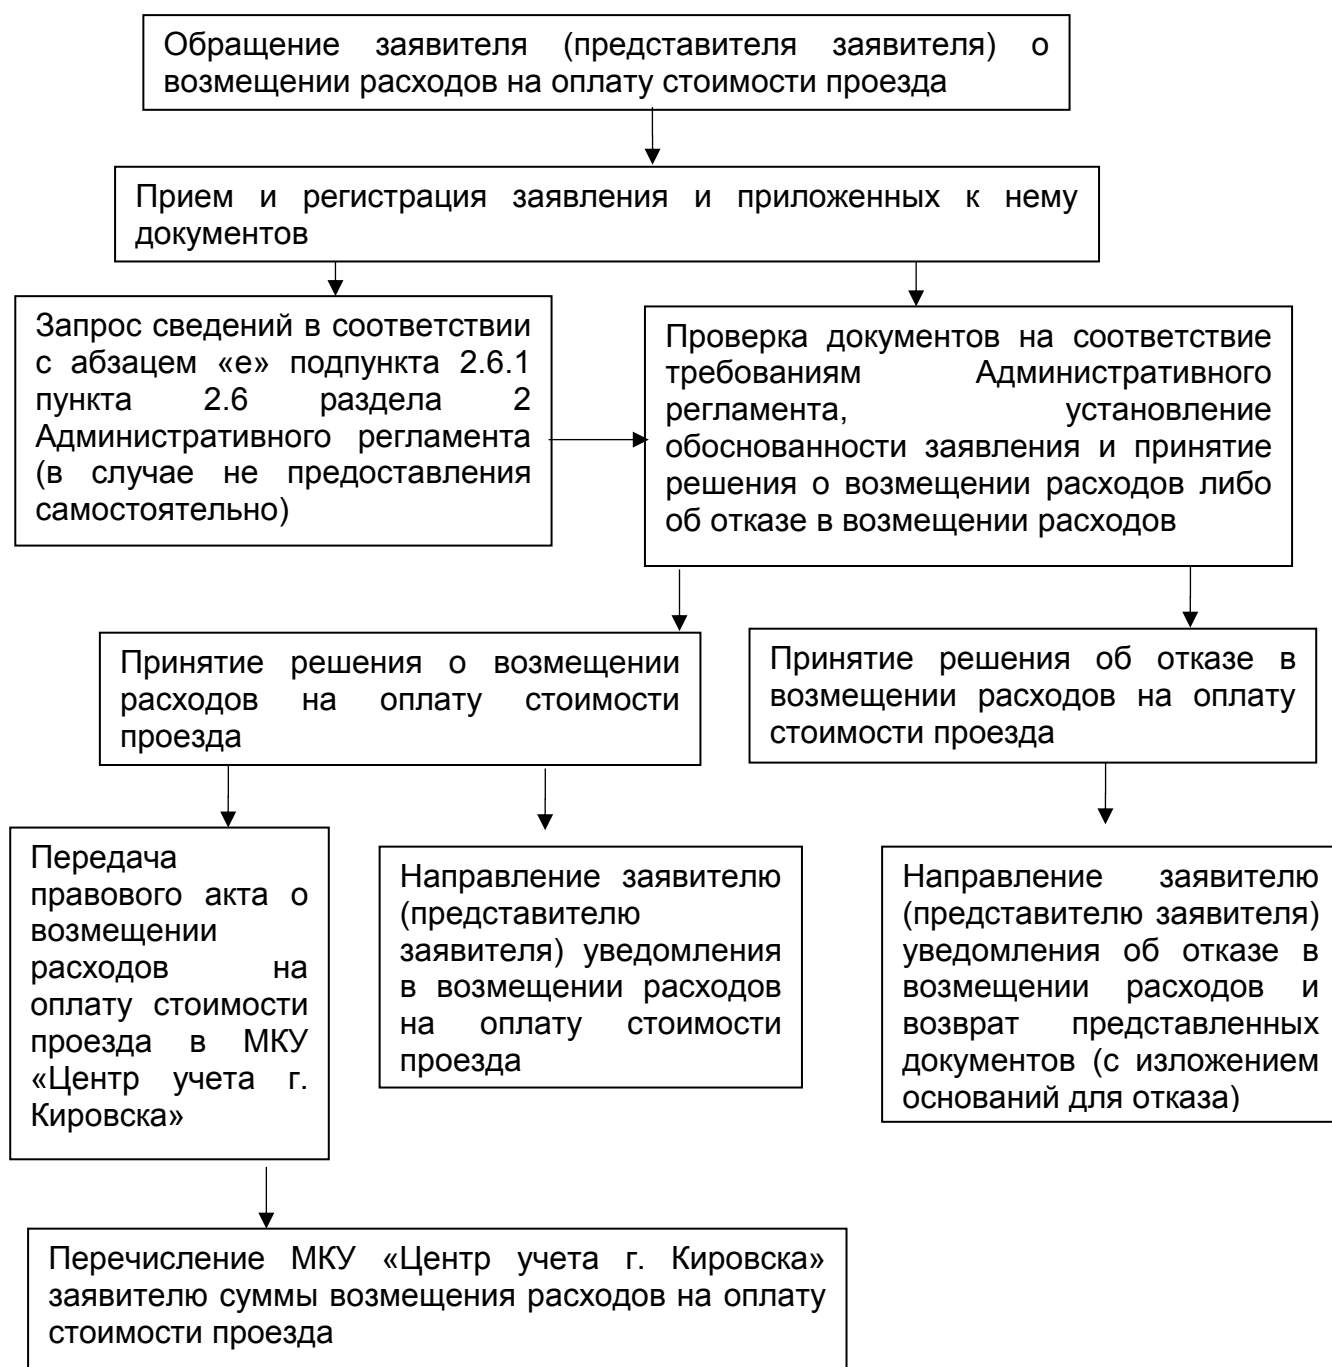 Обращение заявителя (представителя заявителя) о
возмещении расходов на оплату стоимости проезда
Прием и регистрация заявления и приложенных к нему
документов
Запрос сведений в соответствии
с абзацем «е» подпункта 2.6.1
пункта 2.6 раздела 2
Административного регламента
(в случае не предоставления
самостоятельно)
Проверка документов на соответствие
требованиям Административного
регламента, установление
обоснованности заявления и принятие
решения о возмещении расходов либо
об отказе в возмещении расходов
Принятие решения о возмещении
расходов на оплату стоимости
проезда
Принятие решения об отказе в
возмещении расходов на оплату
стоимости проезда
Передача
правового акта о
возмещении
расходов на
оплату стоимости
проезда в МКУ
«Центр учета г.
Кировска»
Направление заявителю
(представителю
заявителя) уведомления
в возмещении расходов
на оплату стоимости
проезда
Направление заявителю
(представителю заявителя)
уведомления об отказе в
возмещении расходов и
возврат представленных
документов (с изложением
оснований для отказа)
Перечисление МКУ «Центр учета г. Кировска»
заявителю суммы возмещения расходов на оплату
стоимости проезда